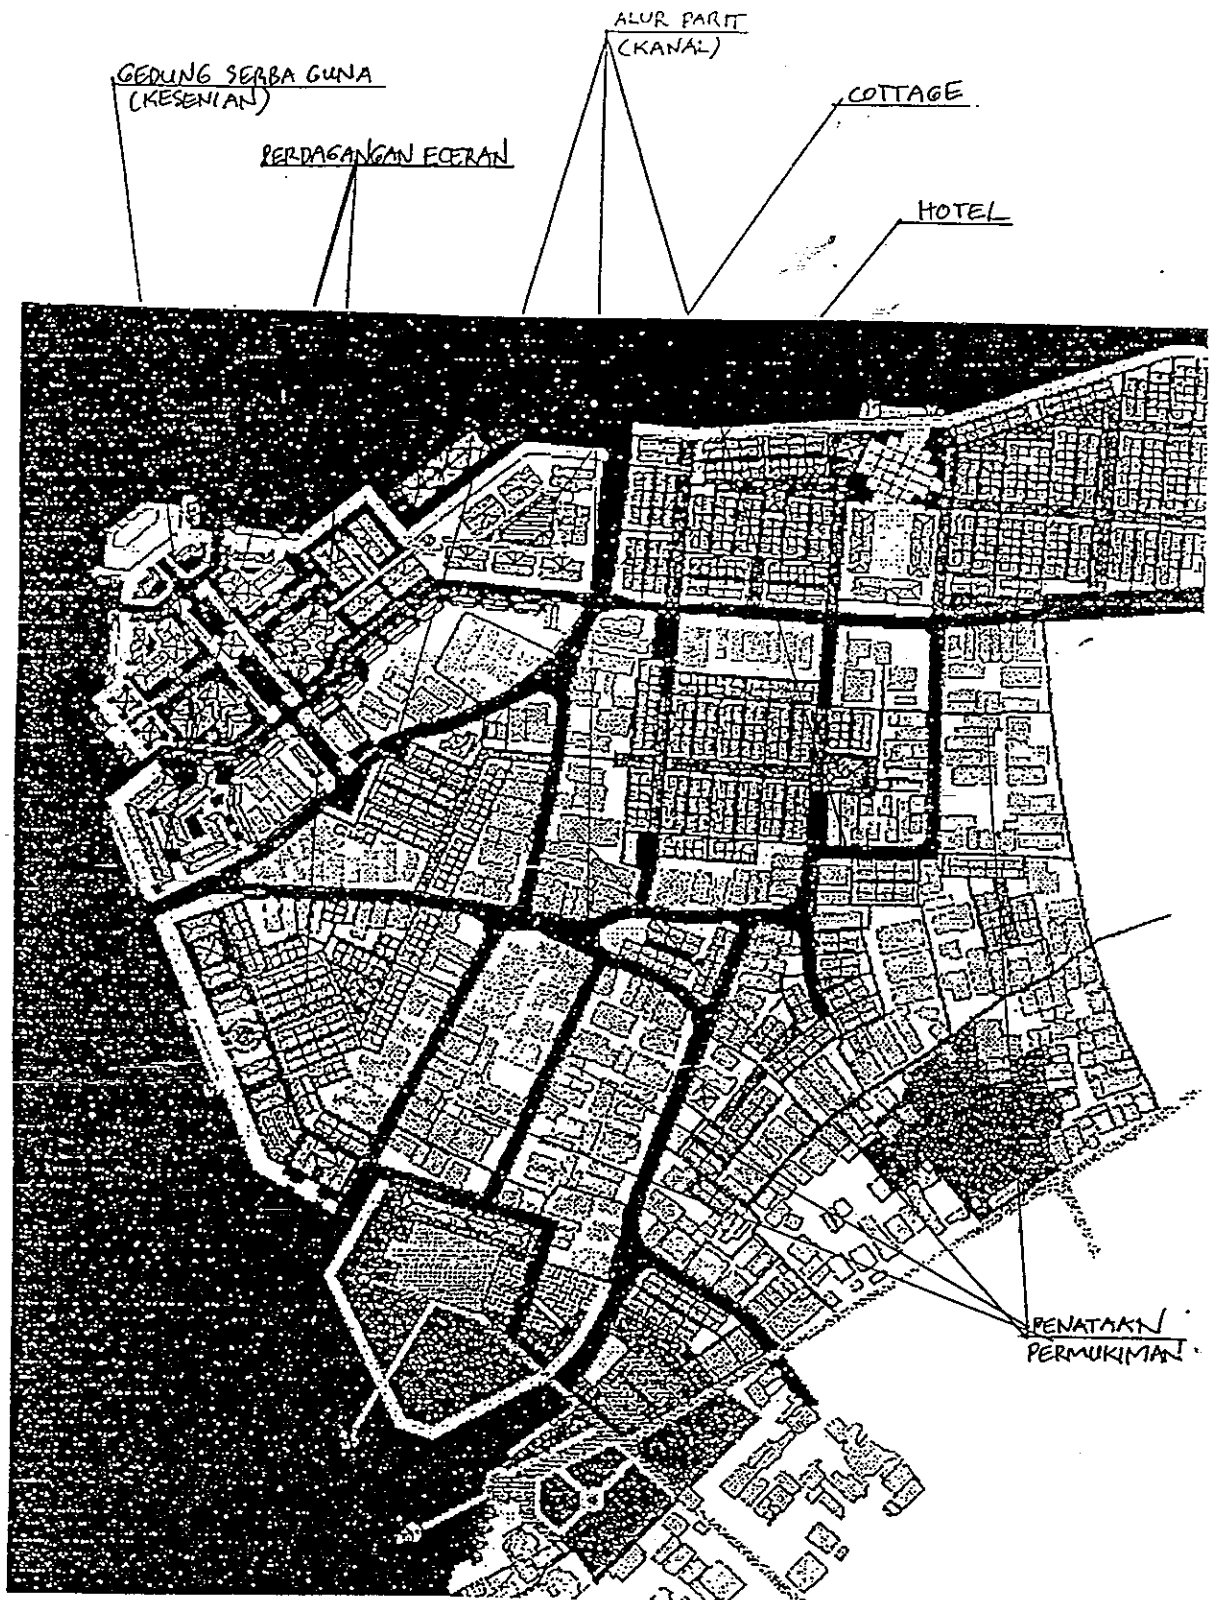 ALUR PARIT
(KANAL)
GEDUNG SERBA GUNA
(KESENIAN)
COTTAGE
PERDAGANGAN ECERAN
HOTEL
PENATAAN
PERMUKIMAN